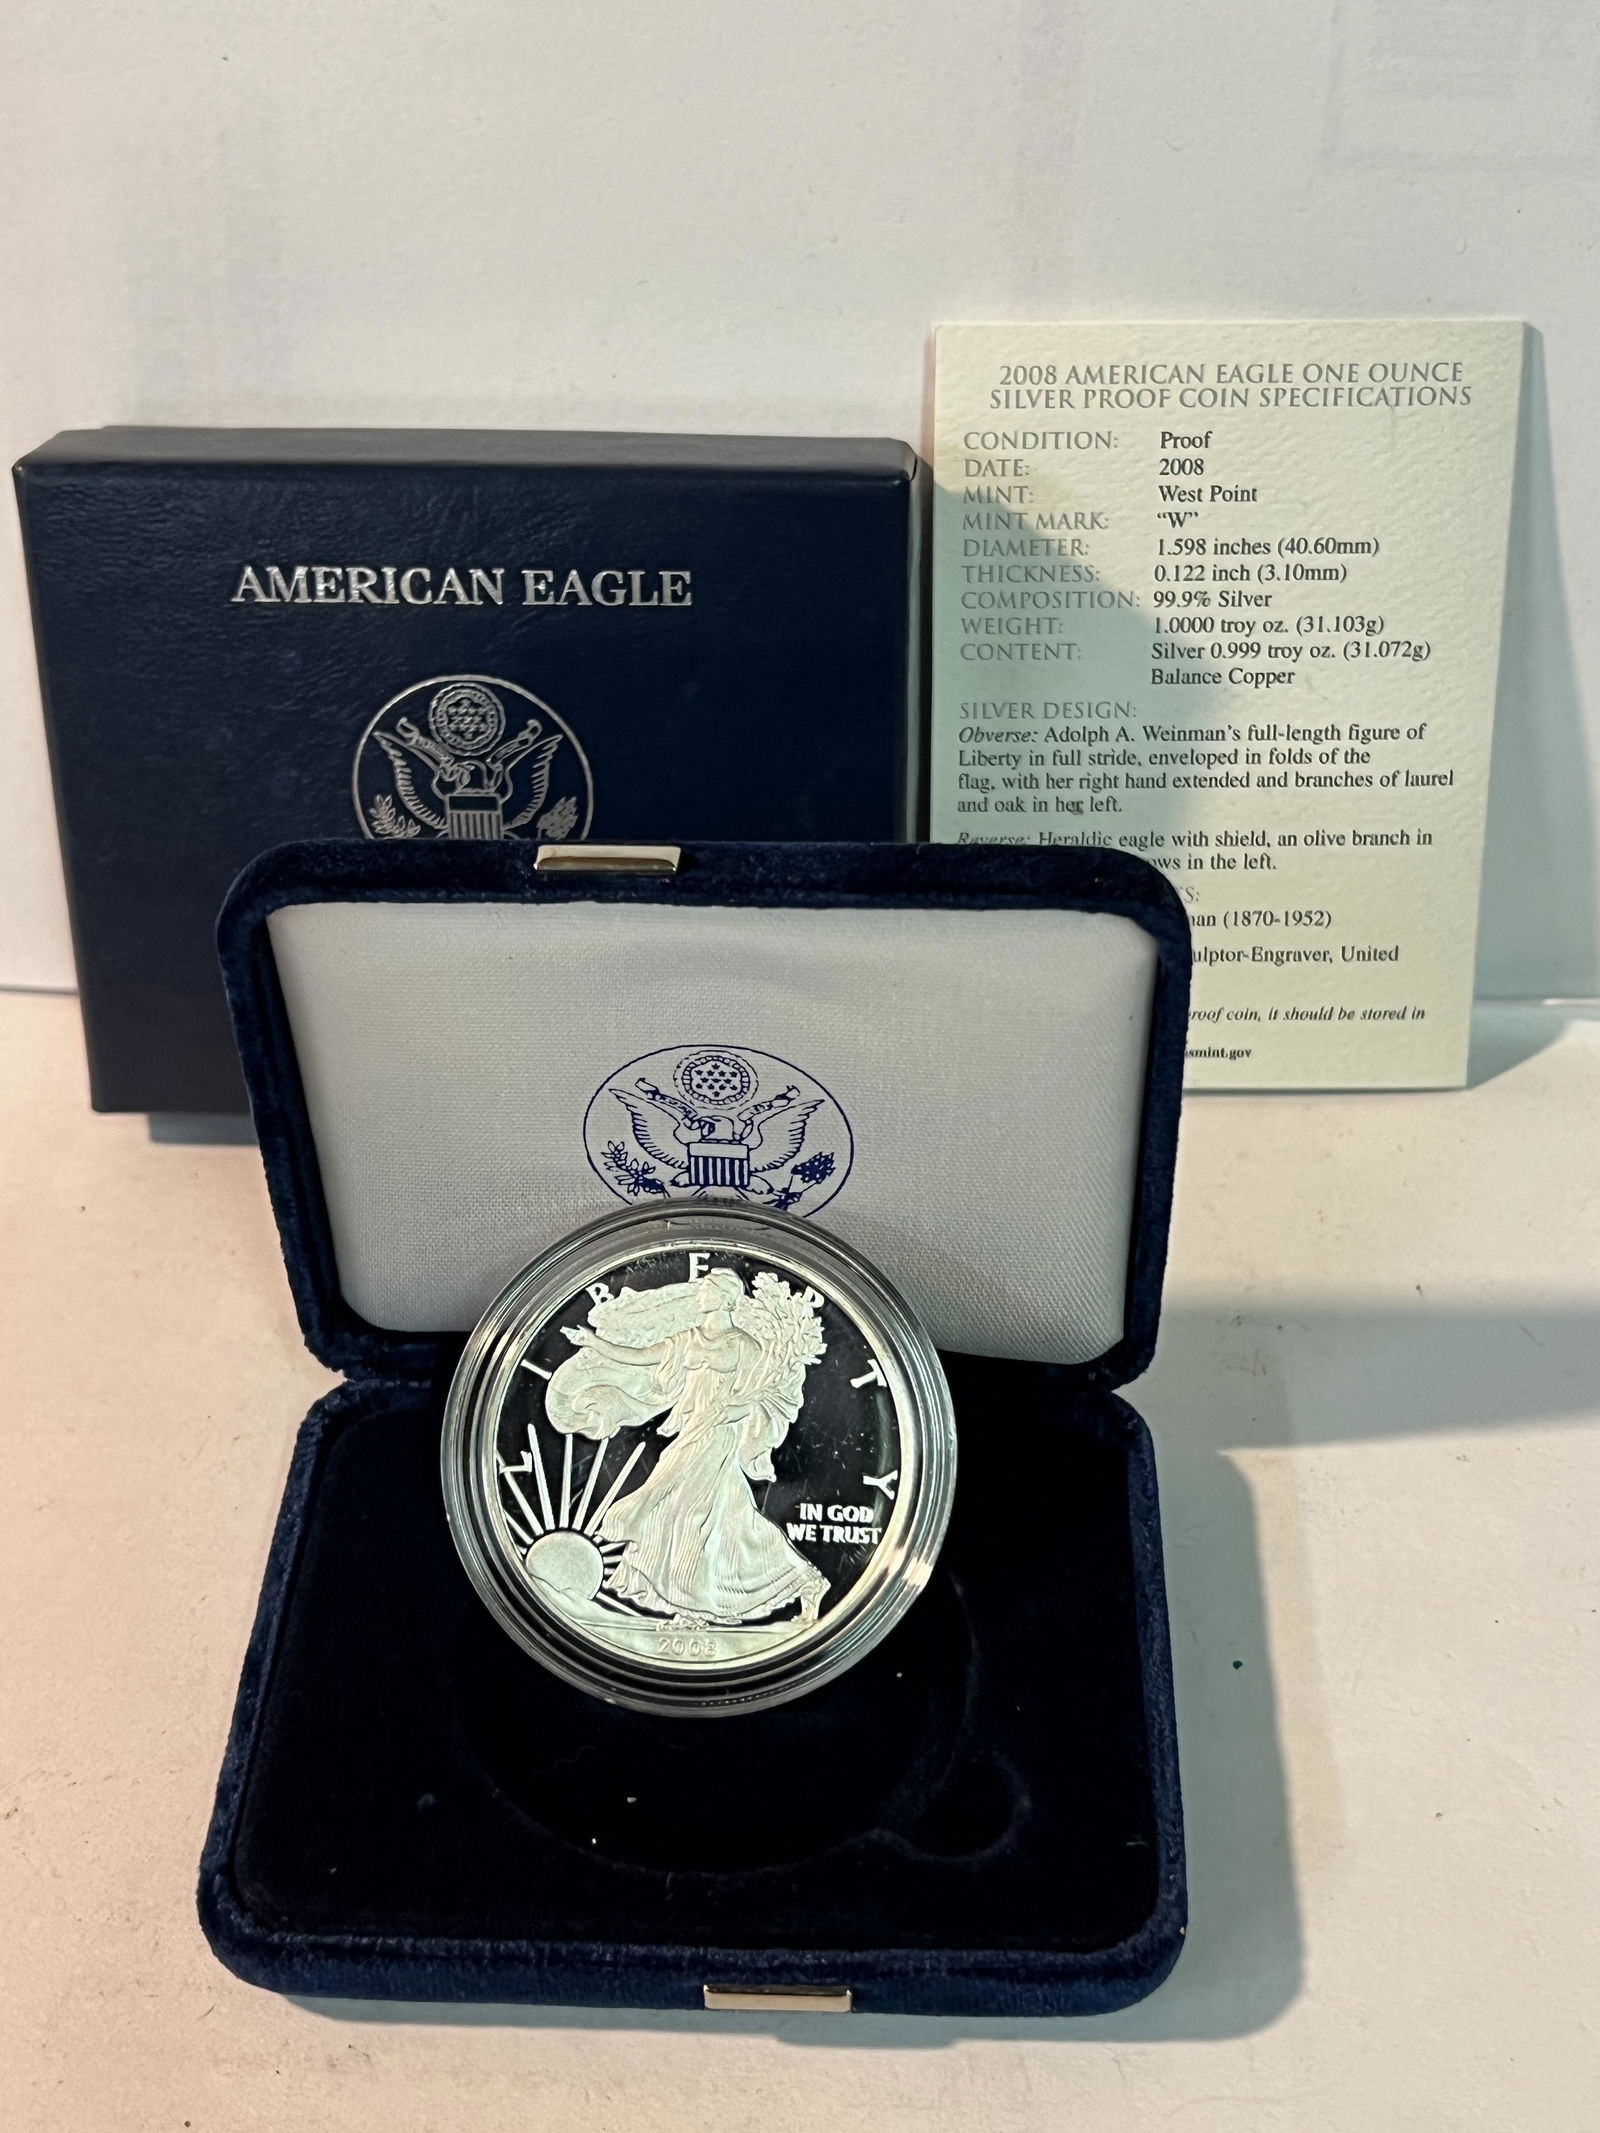 AMERICAN EAGLE
2008 AMERICAN EAGLE ONE OUNCE
SILVER PROOF COIN SPECIFICATIONS
CONDITION: Proof
DATE: 2008
MINT: West Point
MINT MARK: “W”
DIAMETER: 1.598 inches (40.60mm)
THICKNESS: 0.122 inch (3.10mm)
COMPOSITION: 99.9% Silver
WEIGHT: 1.0000 troy oz. (31.103g)
CONTENT: Silver 0.999 troy oz. (31.072g)
Balance Copper
SILVER DESIGN:
Obverse: Adolph A. Weinman's full-length figure of
Liberty in full stride, enveloped in folds of the
flag, with her right hand extended and branches of laurel
and oak in her left.
Reverse: Heraldic eagle with shield, an olive branch in
in the left.
(1870-1952)
United
coin, it should be stored in
LIBERTY
IN GOD
WE TRUST
2008